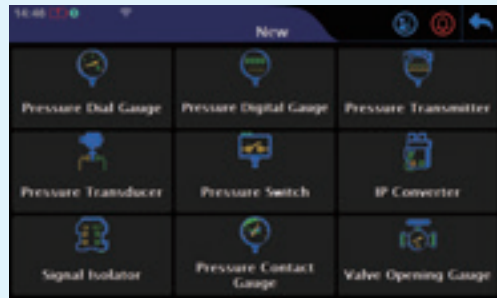 14:46
New
Pressure Dial Gauge
Pressure Digital Gauge
Pressure Transmitter
Pressure Transducer
Pressure Switch
IP Converter
Signal Isolator
Pressure Contact
Gauge
Valve Opening Gauge